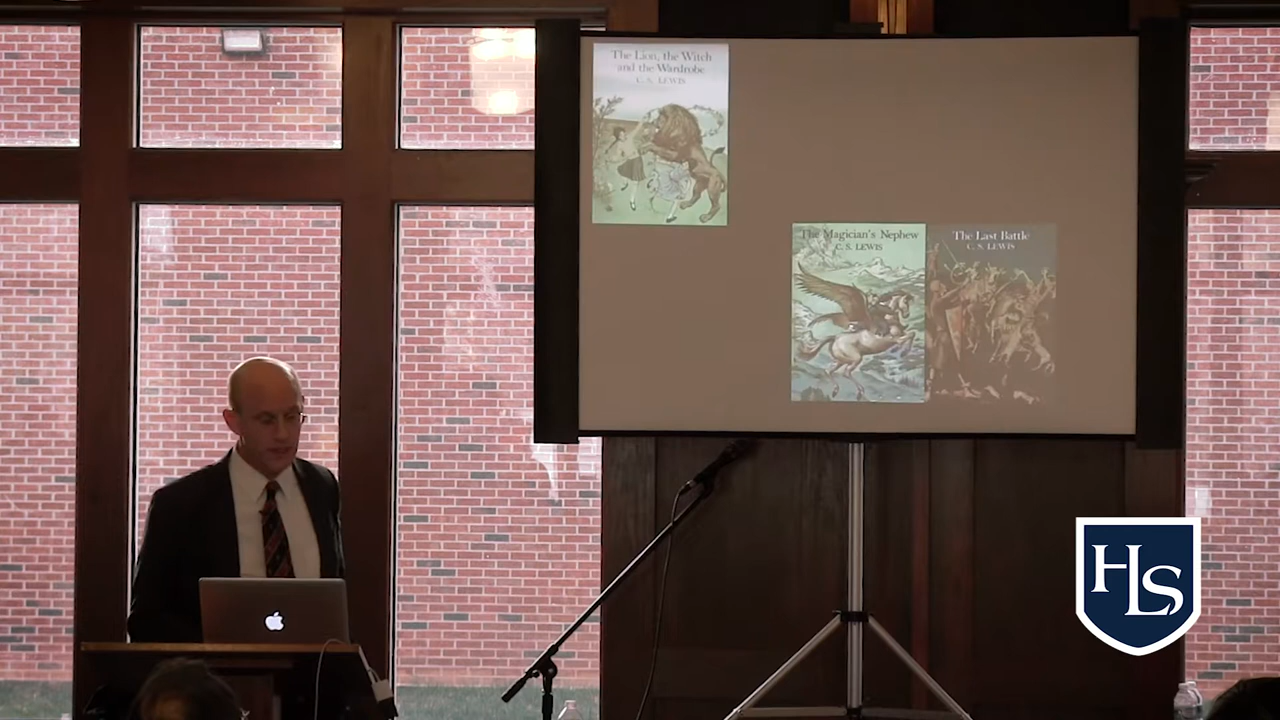 The Lion, the Witch
and the Wardrobe
C. S. LEWIS
The Magician's Nephew
C. S. LEWIS
The Last Battle
C. S. LEWIS
HLS